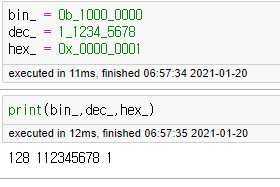 bin_ = 0b_1000_0000
dec_ = 1_1234_5678
hex_ = 0x_0000_0001
executed in 11ms, finished 06:57:34 2021-01-20
print(bin_,dec_,hex_)
executed in 12ms, finished 06:57:35 2021-01-20
128 112345678 1